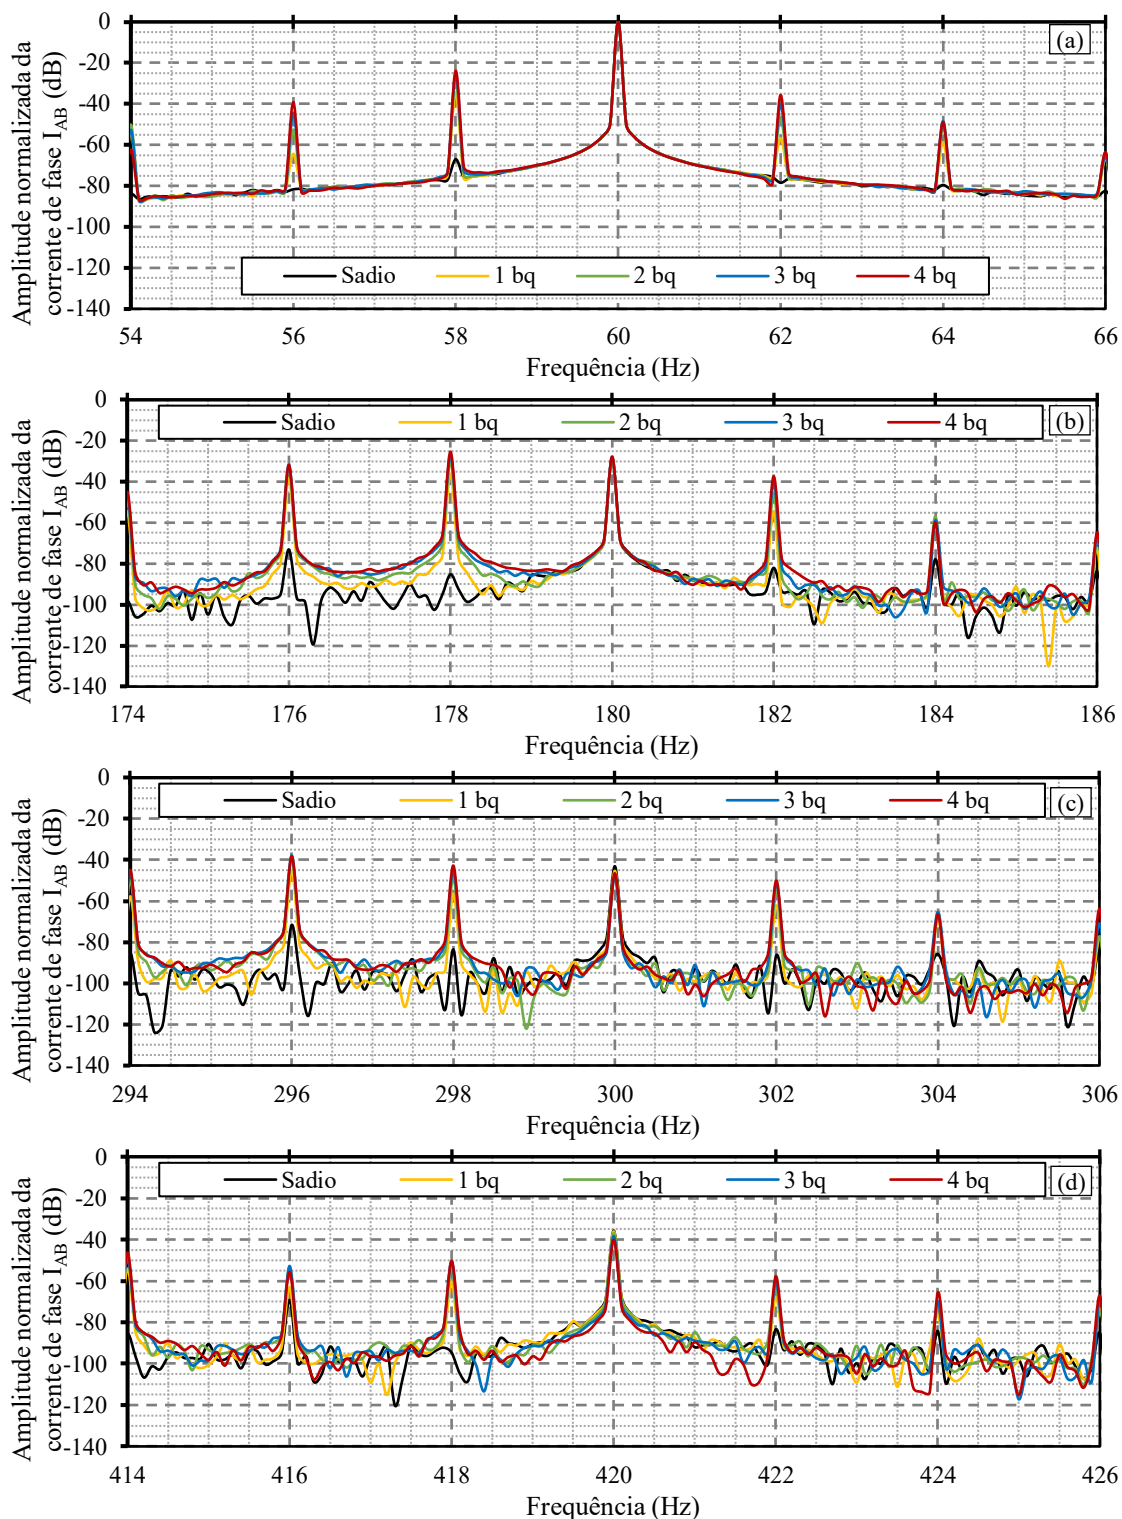 Amplitude normalizada da
corrente de fase I_AB (dB)
0
-20
-40
-60
-80
-100
-120
-140
(a)
Sadio 1 bq 2 bq 3 bq 4 bq
54 56 58 60 62 64 66
Frequência (Hz)
Amplitude normalizada da
corrente de fase I_AB (dB)
0
-20
-40
-60
-80
-100
-120
-140
Sadio 1 bq 2 bq 3 bq 4 bq
(b)
174 176 178 180 182 184 186
Frequência (Hz)
Amplitude normalizada da
corrente de fase I_AB (dB)
0
-20
-40
-60
-80
-100
-120
-140
Sadio 1 bq 2 bq 3 bq 4 bq
(c)
294 296 298 300 302 304 306
Frequência (Hz)
Amplitude normalizada da
corrente de fase I_AB (dB)
0
-20
-40
-60
-80
-100
-120
-140
Sadio 1 bq 2 bq 3 bq 4 bq
(d)
414 416 418 420 422 424 426
Frequência (Hz)